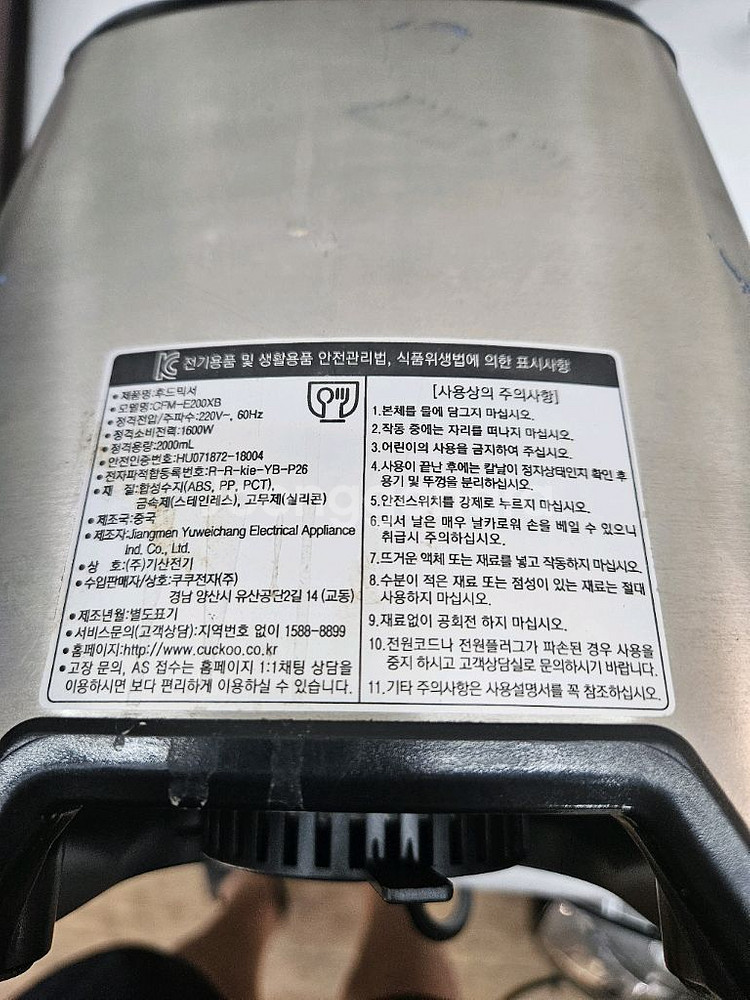 전기용품 및 생활용품 안전관리법, 식품위생법에 의한 표시사항
• 제품명:푸드믹서
• 모델명:CFM-E200XB
• 정격전압/주파수:220V~, 60Hz
• 정격소비전력:1600W
• 정격용량:2000mL
• 안전인증번호:HU071872-18004
• 전자파적합등록번호:R-R-kie-YB-P26
• 재 질:합성수지(ABS, PP, PCT),
금속제(스테인레스), 고무제(실리콘)
• 제조국:중국
• 제조자:Jiangmen Yuweichang Electrical Appliance
Ind. Co., Ltd.
• 상 호:(주)기산전기
• 수입판매자/상호:쿠쿠전자(주)
경남 양산시 유산공단2길 14 (교동)
• 제조년월:별도표기
• 서비스문의(고객상담):지역번호 없이 1588-8899
• 홈페이지:http://www.cuckoo.co.kr
• 고장 문의, AS 접수는 홈페이지 1:1채팅 상담을
이용하시면 보다 편리하게 이용하실 수 있습니다.
[사용상의 주의사항]
1.본체를 물에 담그지 마십시오.
2.작동 중에는 자리를 떠나지 마십시오.
3.어린이의 사용을 금지하여 주십시오.
4.사용이 끝난 후에는 칼날이 정지상태인지 확인 후
용기 및 뚜껑을 분리하십시오.
5.안전스위치를 강제로 누르지 마십시오.
6.믹서 날은 매우 날카로워 손을 베일 수 있으니
취급시 주의하십시오.
7.뜨거운 액체 또는 재료를 넣고 작동하지 마십시오.
8.수분이 적은 재료 또는 점성이 있는 재료는 절대
사용하지 마십시오.
9.재료없이 공회전 하지 마십시오.
10.전원코드나 전원플러그가 파손된 경우 사용을
중지 하시고 고객상담실로 문의하시기 바랍니다.
11.기타 주의사항은 사용설명서를 꼭 참조하십시오.